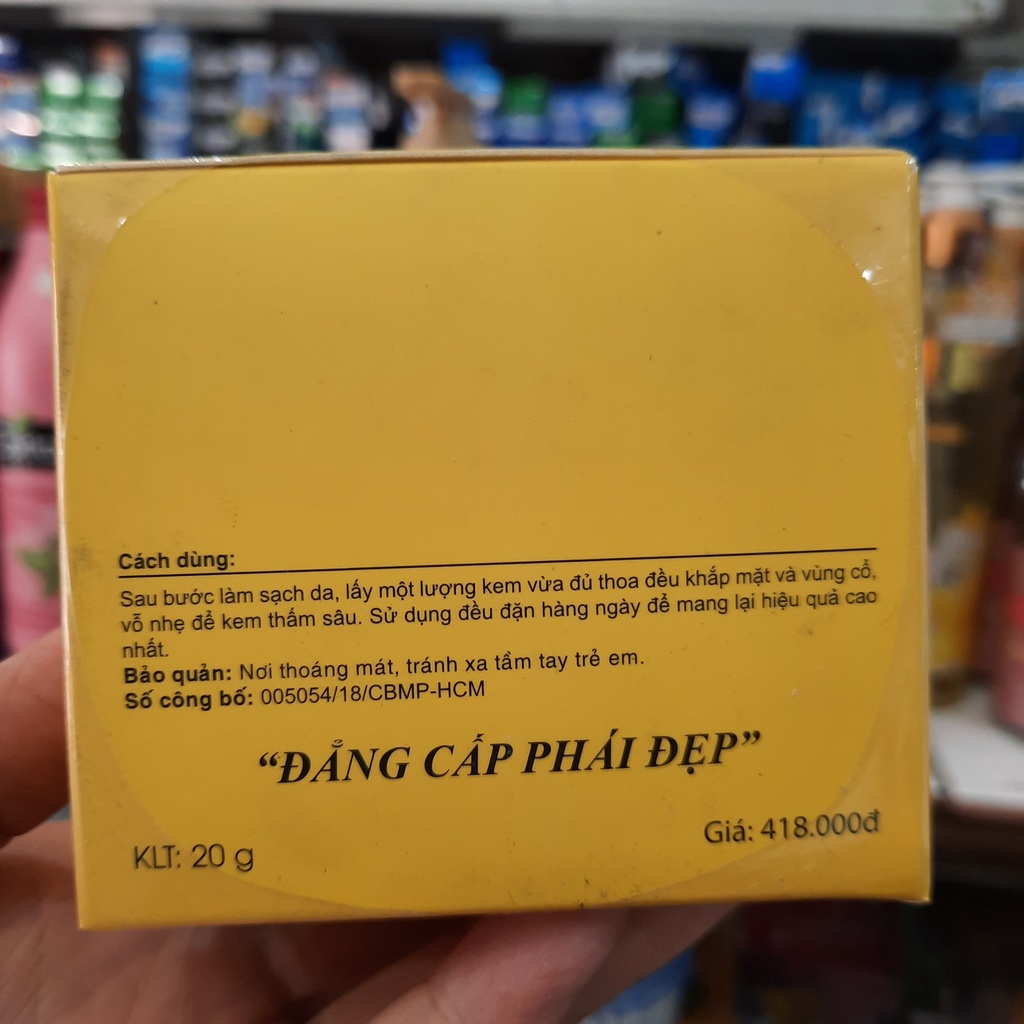 Cách dùng:
Sau bước làm sạch da, lấy một lượng kem vừa đủ thoa đều khắp mặt và vùng cổ,
vỗ nhẹ để kem thấm sâu. Sử dụng đều đặn hàng ngày để mang lại hiệu quả cao
nhất.
Bảo quản: Nơi thoáng mát, tránh xa tầm tay trẻ em.
Số công bố: 005054/18/CBMP-HCM
“ĐẲNG CẤP PHÁI ĐẸP”
Giá: 418.000đ
KLT: 20 g